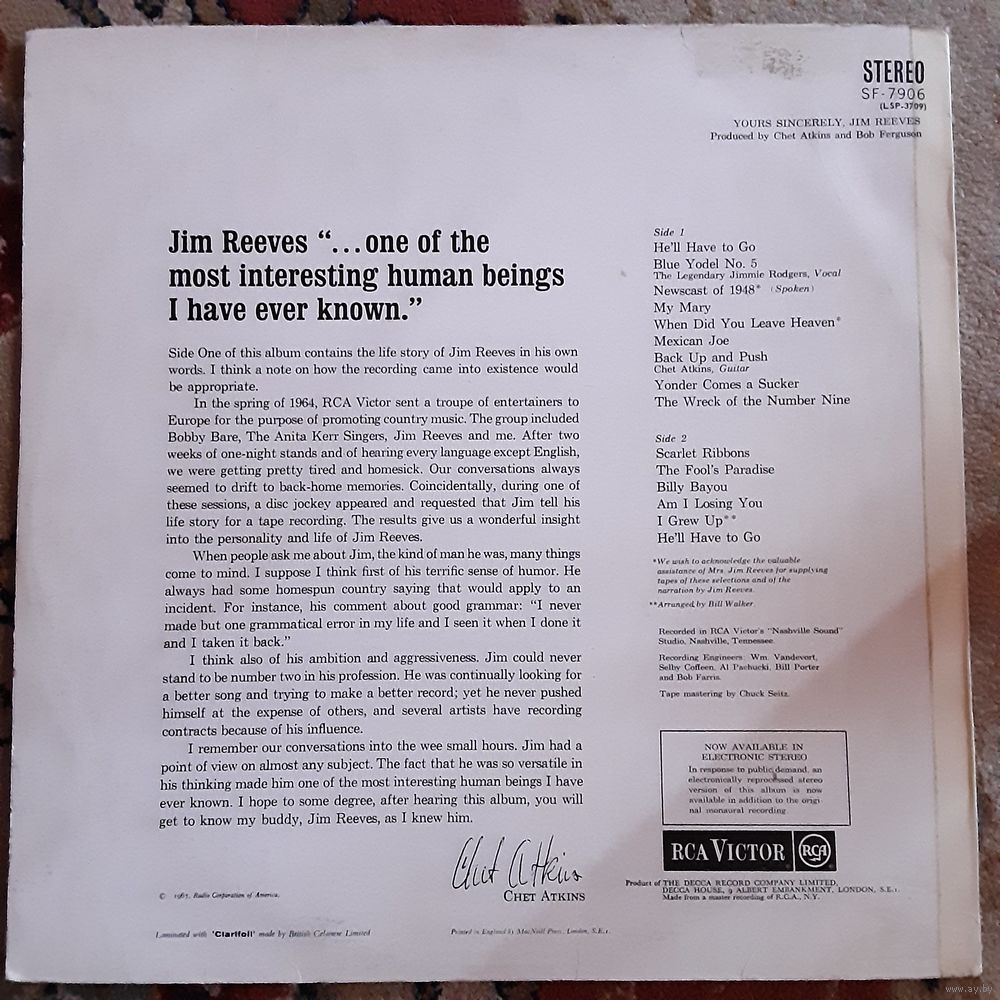 STEREO
SF-7906
(LSP-3709)
YOURS SINCERELY, JIM REEVES
Produced by Chet Atkins and Bob Ferguson
Jim Reeves “...one of the
most interesting human beings
I have ever known.”
Side One of this album contains the life story of Jim Reeves in his own
words. I think a note on how the recording came into existence would
be appropriate.
In the spring of 1964, RCA Victor sent a troupe of entertainers to
Europe for the purpose of promoting country music. The group included
Bobby Bare, The Anita Kerr Singers, Jim Reeves and me. After two
weeks of one-night stands and of hearing every language except English,
we were getting pretty tired and homesick. Our conversations always
seemed to drift to back-home memories. Coincidentally, during one of
these sessions, a disc jockey appeared and requested that Jim tell his
life story for a tape recording. The results give us a wonderful insight
into the personality and life of Jim Reeves.
When people ask me about Jim, the kind of man he was, many things
come to mind. I suppose I think first of his terrific sense of humor. He
always had some homespun country saying that would apply to an
incident. For instance, his comment about good grammar: “I never
made but one grammatical error in my life and I seen it when I done it
and I taken it back.”
I think also of his ambition and aggressiveness. Jim could never
stand to be number two in his profession. He was continually looking for
a better song and trying to make a better record; yet he never pushed
himself at the expense of others, and several artists have recording
contracts because of his influence.
I remember our conversations into the wee small hours. Jim had a
point of view on almost any subject. The fact that he was so versatile in
his thinking made him one of the most interesting human beings I have
ever known. I hope to some degree, after hearing this album, you will
get to know my buddy, Jim Reeves, as I knew him.
Chet Atkins
CHET ATKINS
Side 1
He'll Have to Go
Blue Yodel No. 5
The Legendary Jimmie Rodgers, Vocal
Newscast of 1948* (Spoken)
My Mary
When Did You Leave Heaven*
Mexican Joe
Back Up and Push
Chet Atkins, Guitar
Yonder Comes a Sucker
The Wreck of the Number Nine
Side 2
Scarlet Ribbons
The Fool's Paradise
Billy Bayou
Am I Losing You
I Grew Up**
He'll Have to Go
*We wish to acknowledge the valuable
assistance of Mrs. Jim Reeves for supplying
tapes of these selections and of the
narration by Jim Reeves.
**Arranged by Bill Walker
Recorded in RCA Victor's "Nashville Sound"
Studio, Nashville, Tennessee.
Recording Engineers: Wm. Vandevort,
Selby Coffeen, Al Pachucki, Bill Porter
and Bob Farris.
Tape mastering by Chuck Seitz.
NOW AVAILABLE IN
ELECTRONIC STEREO
In response to public demand, an
electronically reprocessed stereo
version of this album is now
available in addition to the origi-
nal monaural recording.
RCA VICTOR RCA
Product of THE DECCA RECORD COMPANY LIMITED,
DECCA HOUSE, 9 ALBERT EMBANKMENT, LONDON, S.E.1.
Made from a master recording of R.C.A., N.Y.
© 1967, Radio Corporation of America.
Laminated with 'Clarifoil' made by British Celanese Limited
Printed in England by MacNeill Press, London, S.E.1.
www.ay.by